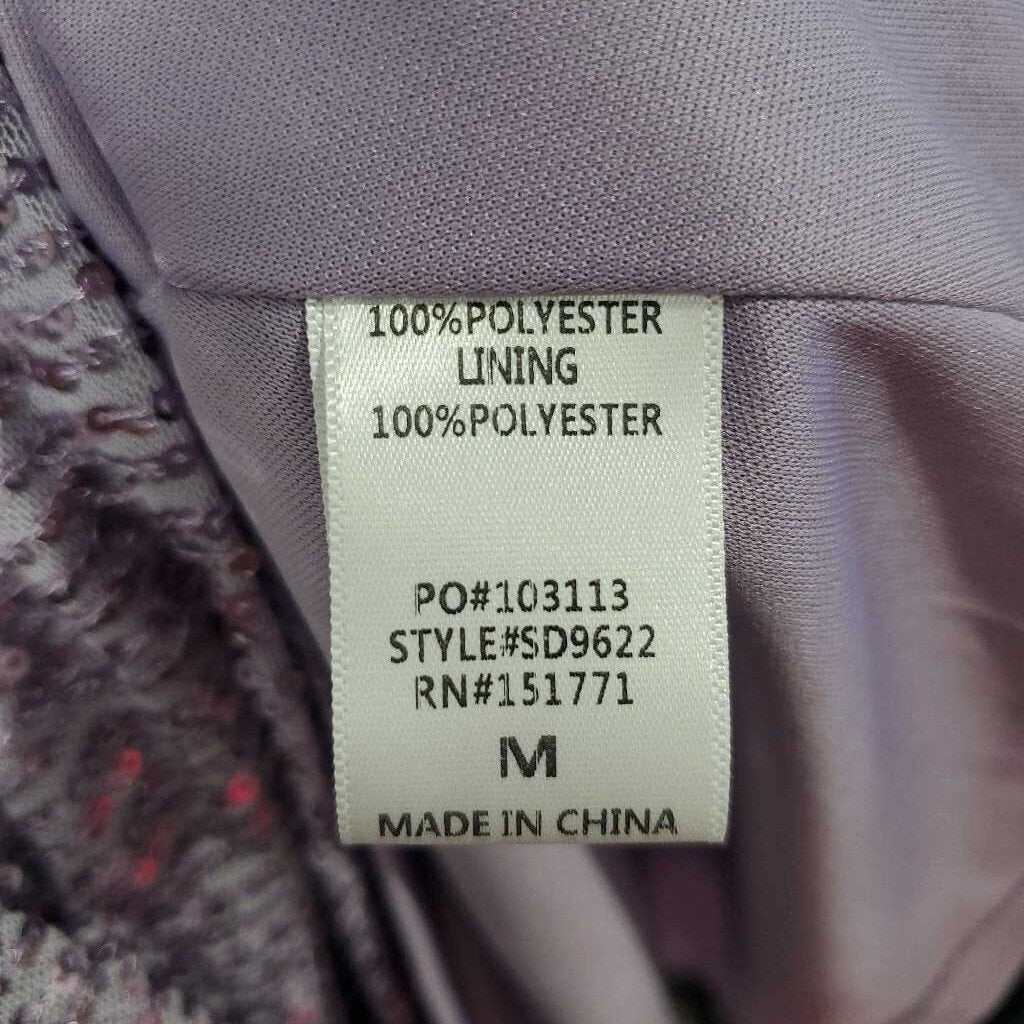 100%POLYESTER
LINING
100%POLYESTER
PO#103113
STYLE#SD9622
RN#151771
M
MADE IN CHINA